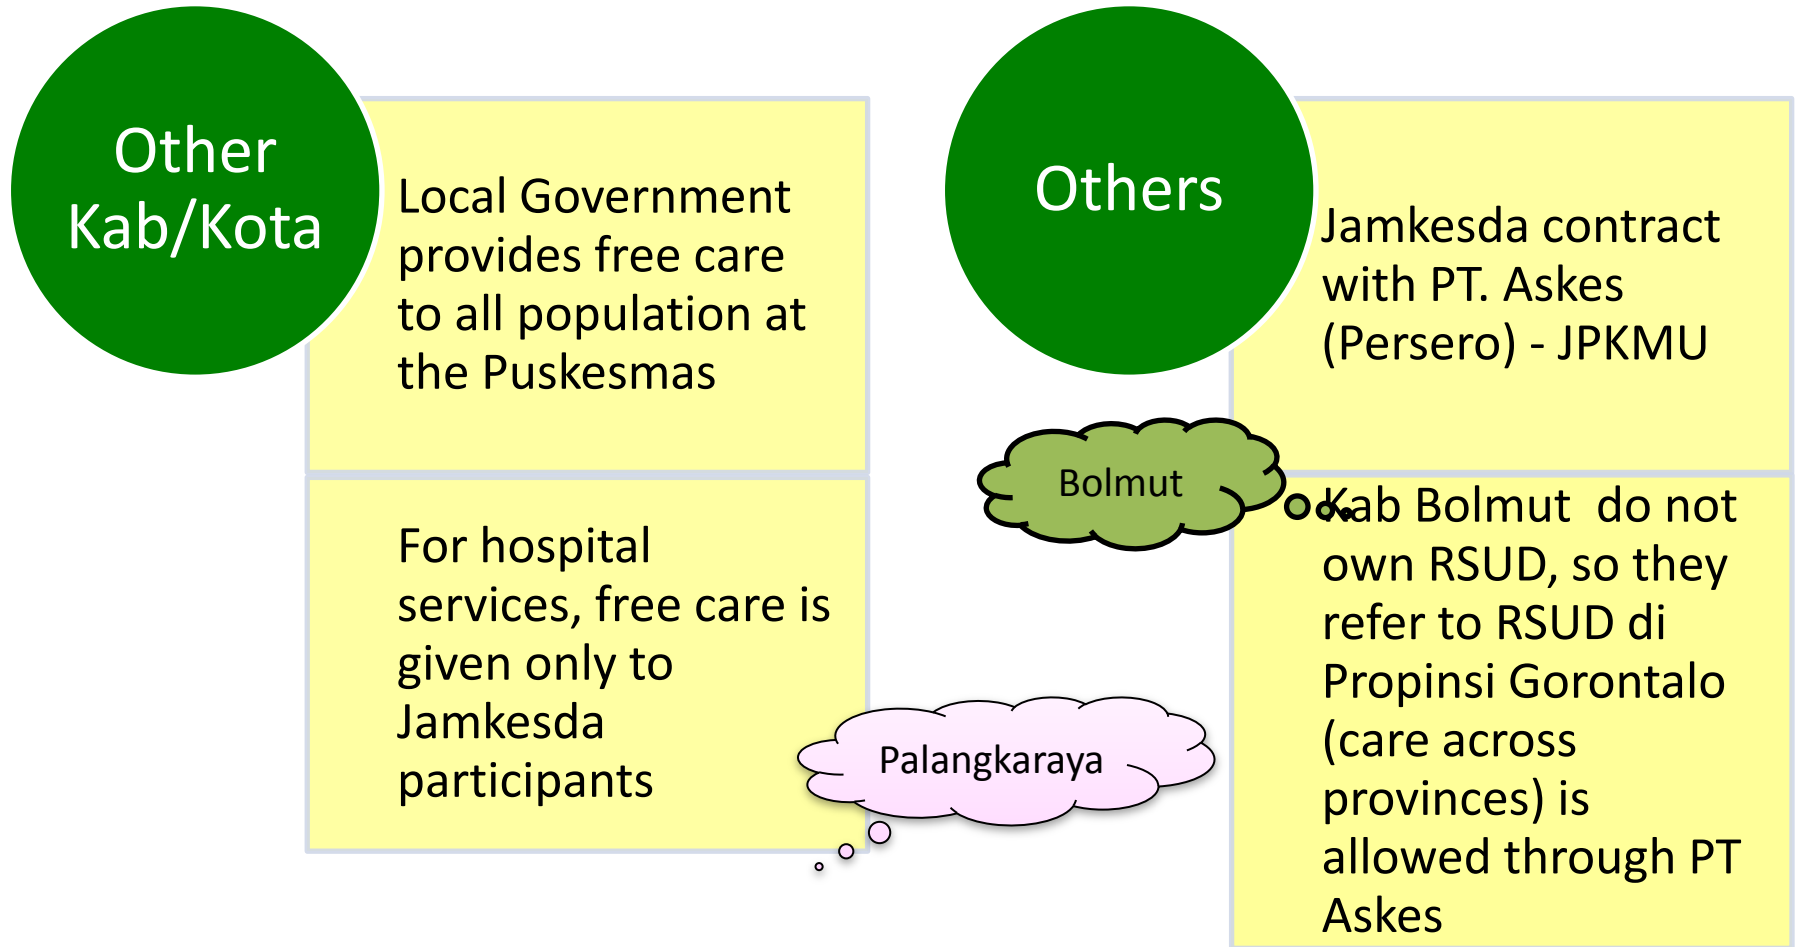 Other
Kab/Kota
Local Government
provides free care
to all population at
the Puskesmas
For hospital
services, free care is
given only to
Jamkesda
participants
Palangkaraya
Others
Jamkesda contract
with PT. Askes
(Persero) - JPKMU
Bolmut
Kab Bolmut  do not
own RSUD, so they
refer to RSUD di
Propinsi Gorontalo
(care across
provinces) is
allowed through PT
Askes